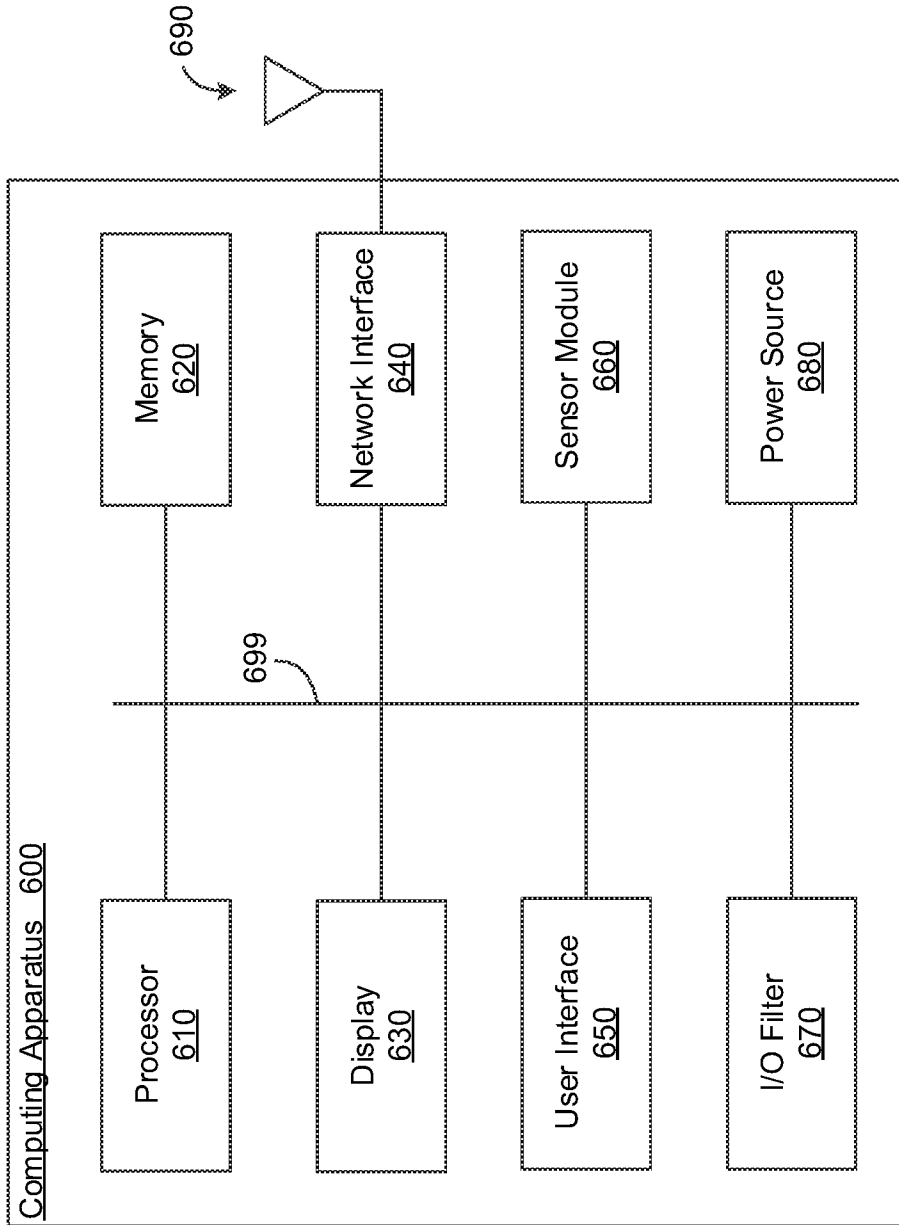 Computing Apparatus 600
Processor
610
Memory
620
Display
630
Network Interface
640
User Interface
650
Sensor Module
660
I/O Filter
670
Power Source
680
699
690